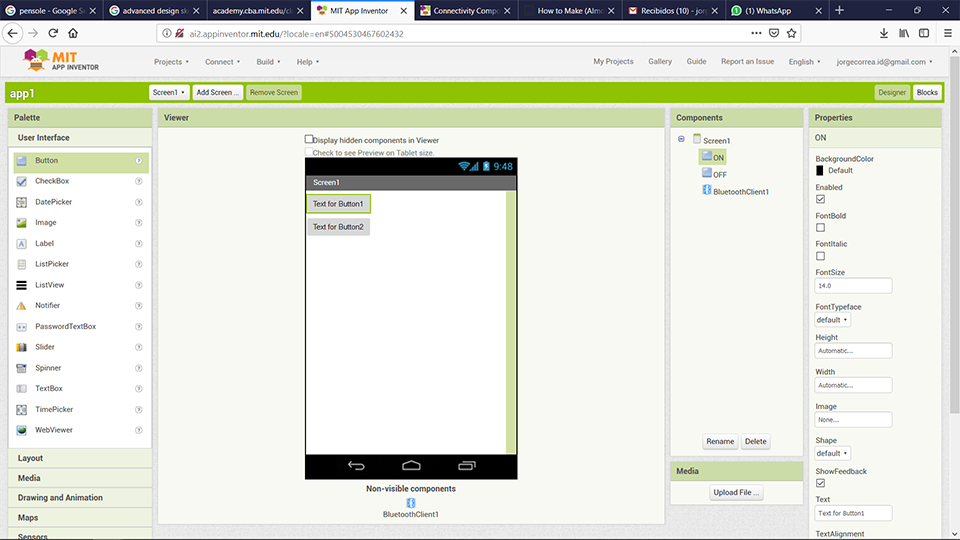 pensole - Google S
advanced design sk
academy.cba.mit.edu/cl
MIT App Inventor
Connectivity Compo
How to Make (Almo
Recibidos (10) - jor
(1) WhatsApp
ai2.appinventor.mit.edu/?locale=en#5004530467602432
MIT
APP INVENTOR
Projects
Connect
Build
Help
My Projects
Gallery
Guide
Report an Issue
English
jorgecorrea.id@gmail.com
app1
Screen1
Add Screen ...
Remove Screen
Designer
Blocks
Palette
User Interface
Button
CheckBox
DatePicker
Image
Label
ListPicker
ListView
Notifier
PasswordTextBox
Slider
Spinner
TextBox
TimePicker
WebViewer
Layout
Media
Drawing and Animation
Maps
Sensors
Viewer
Display hidden components in Viewer
Check to see Preview on Tablet size.
9:48
Screen1
Text for Button1
Text for Button2
Non-visible components
BluetoothClient1
Components
Screen1
ON
OFF
BluetoothClient1
Rename
Delete
Media
Upload File ...
Properties
ON
BackgroundColor
Default
Enabled
FontBold
FontItalic
FontSize
14.0
FontTypeface
default
Height
Automatic...
Width
Automatic...
Image
None...
Shape
default
ShowFeedback
Text
Text for Button1
TextAlignment